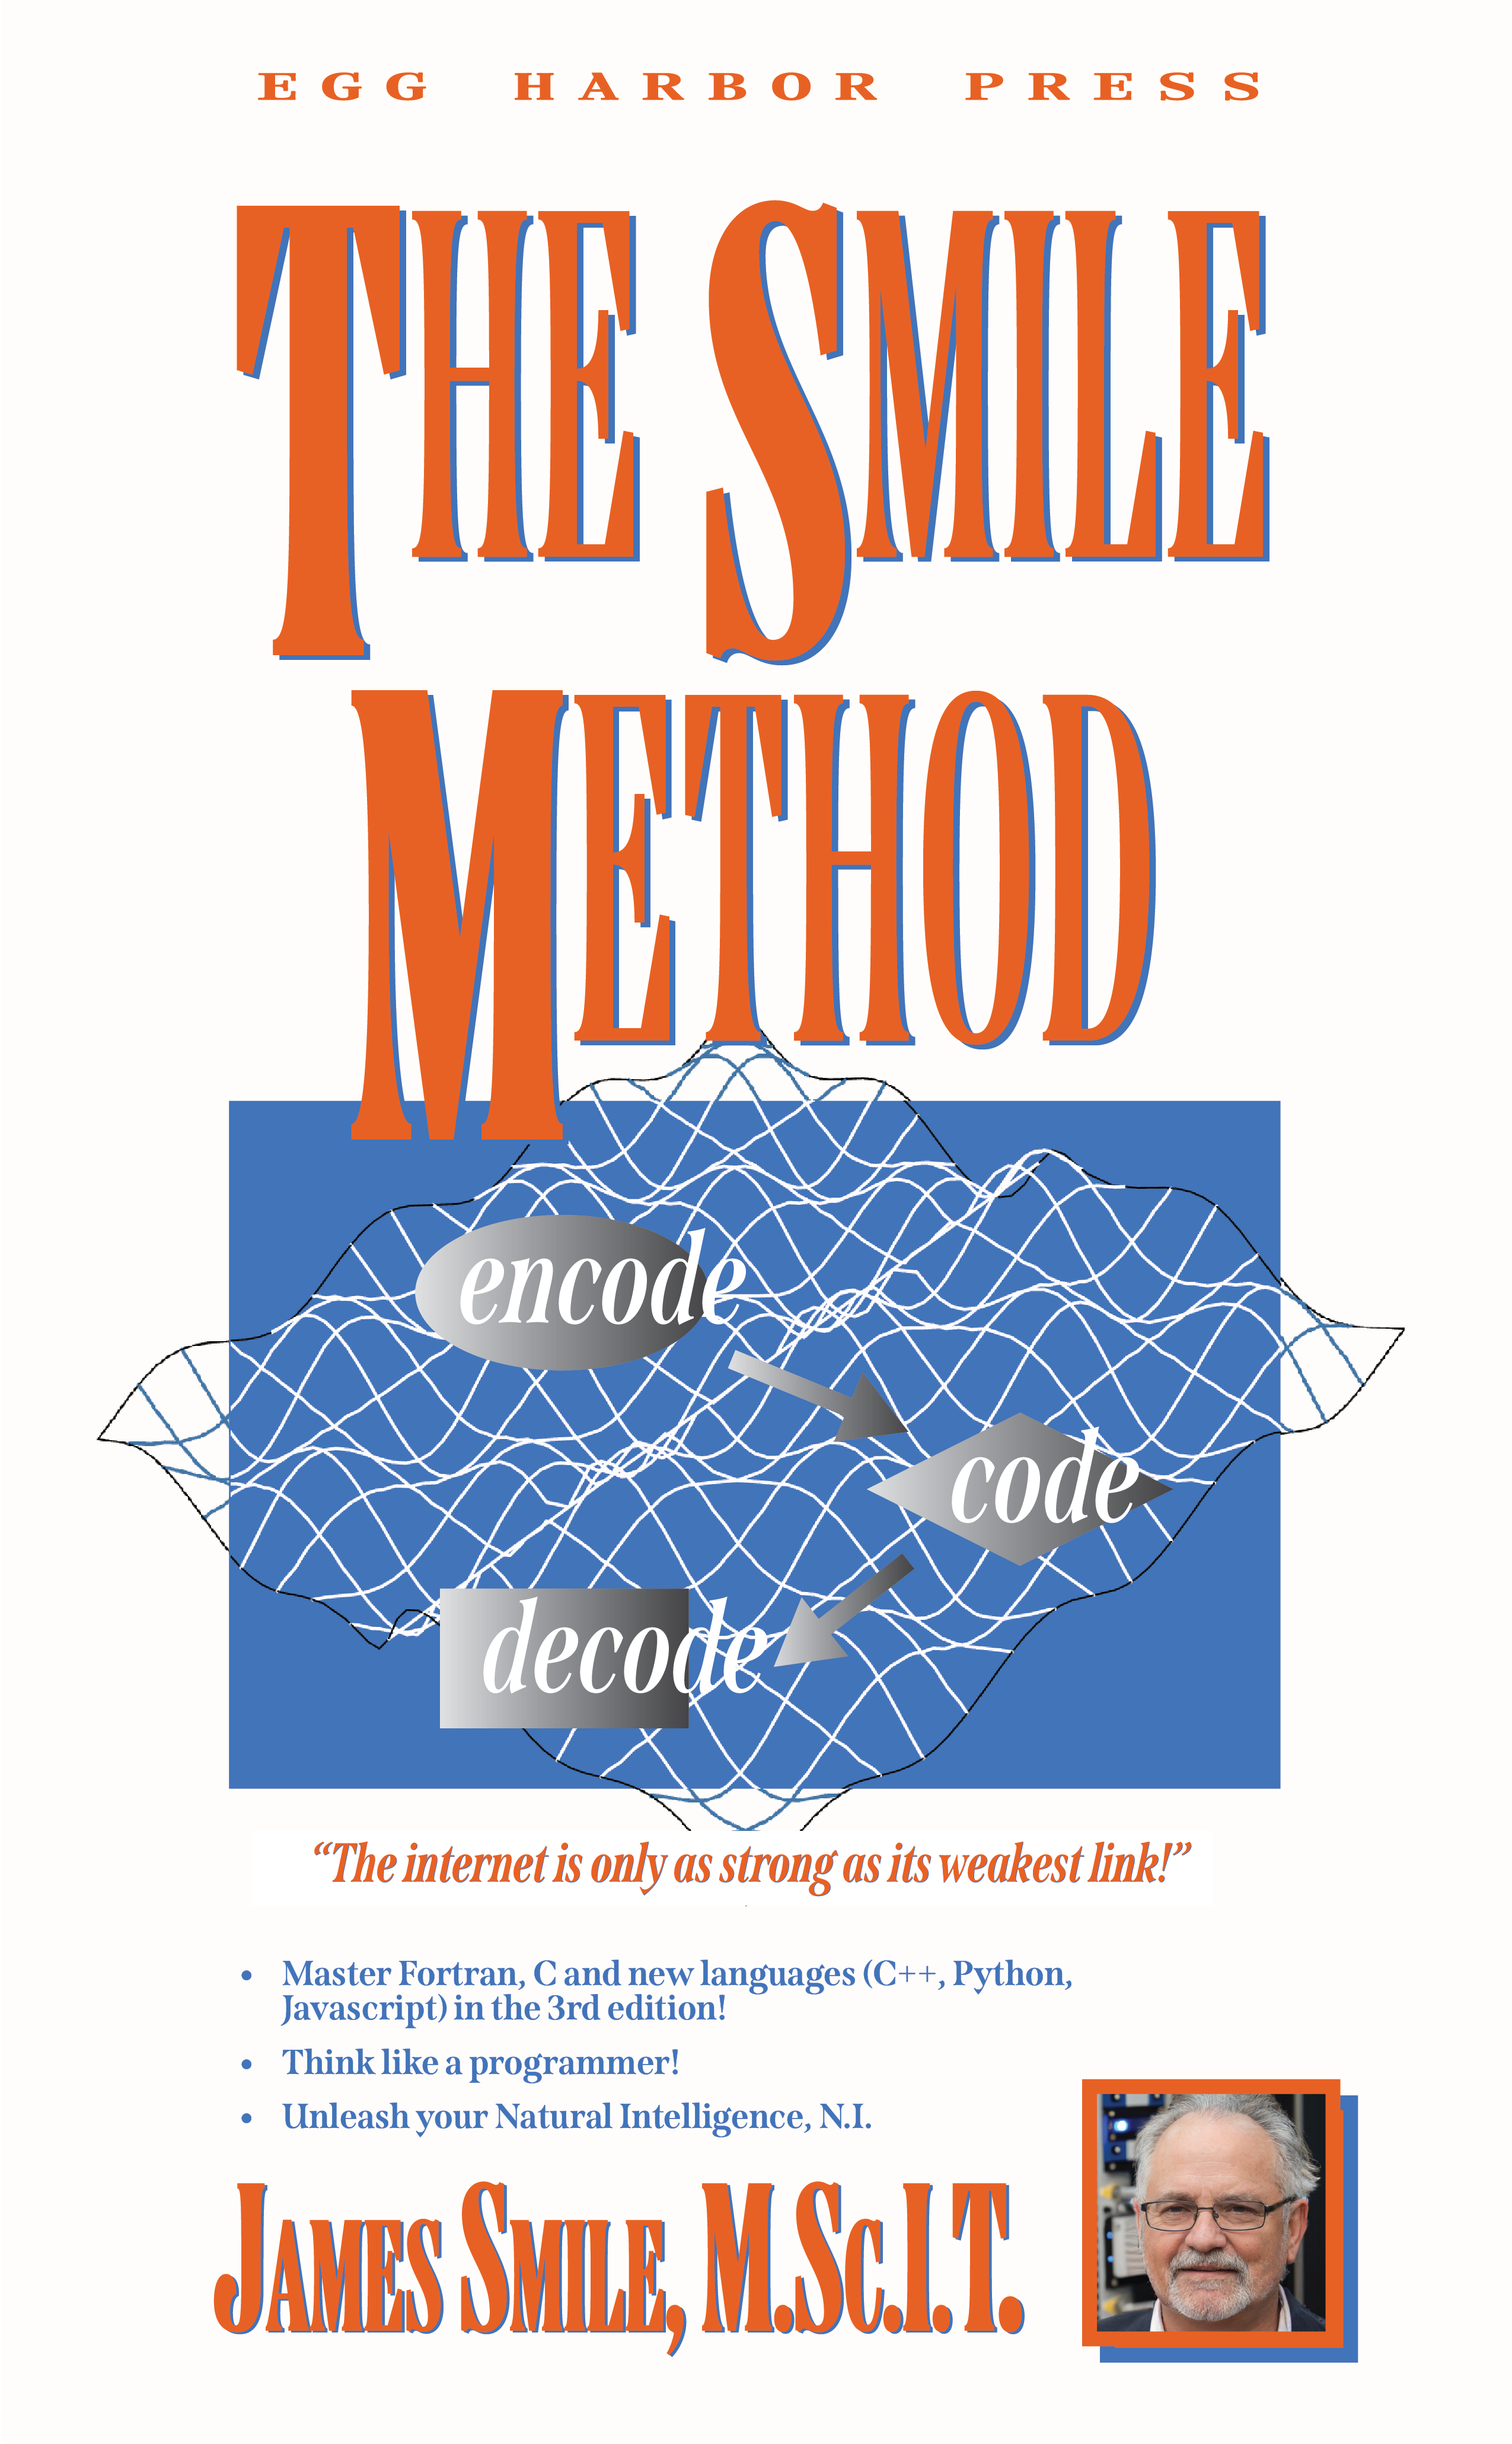 EGG HARBOR PRESS
THE SMILE
METHOD
encode
code
decode
“The internet is only as strong as its weakest link!”
• Master Fortran, C and new languages (C++, Python,
Javascript) in the 3rd edition!
• Think like a programmer!
• Unleash your Natural Intelligence, N.I.
JAMES SMILE, M.SC.I.T.